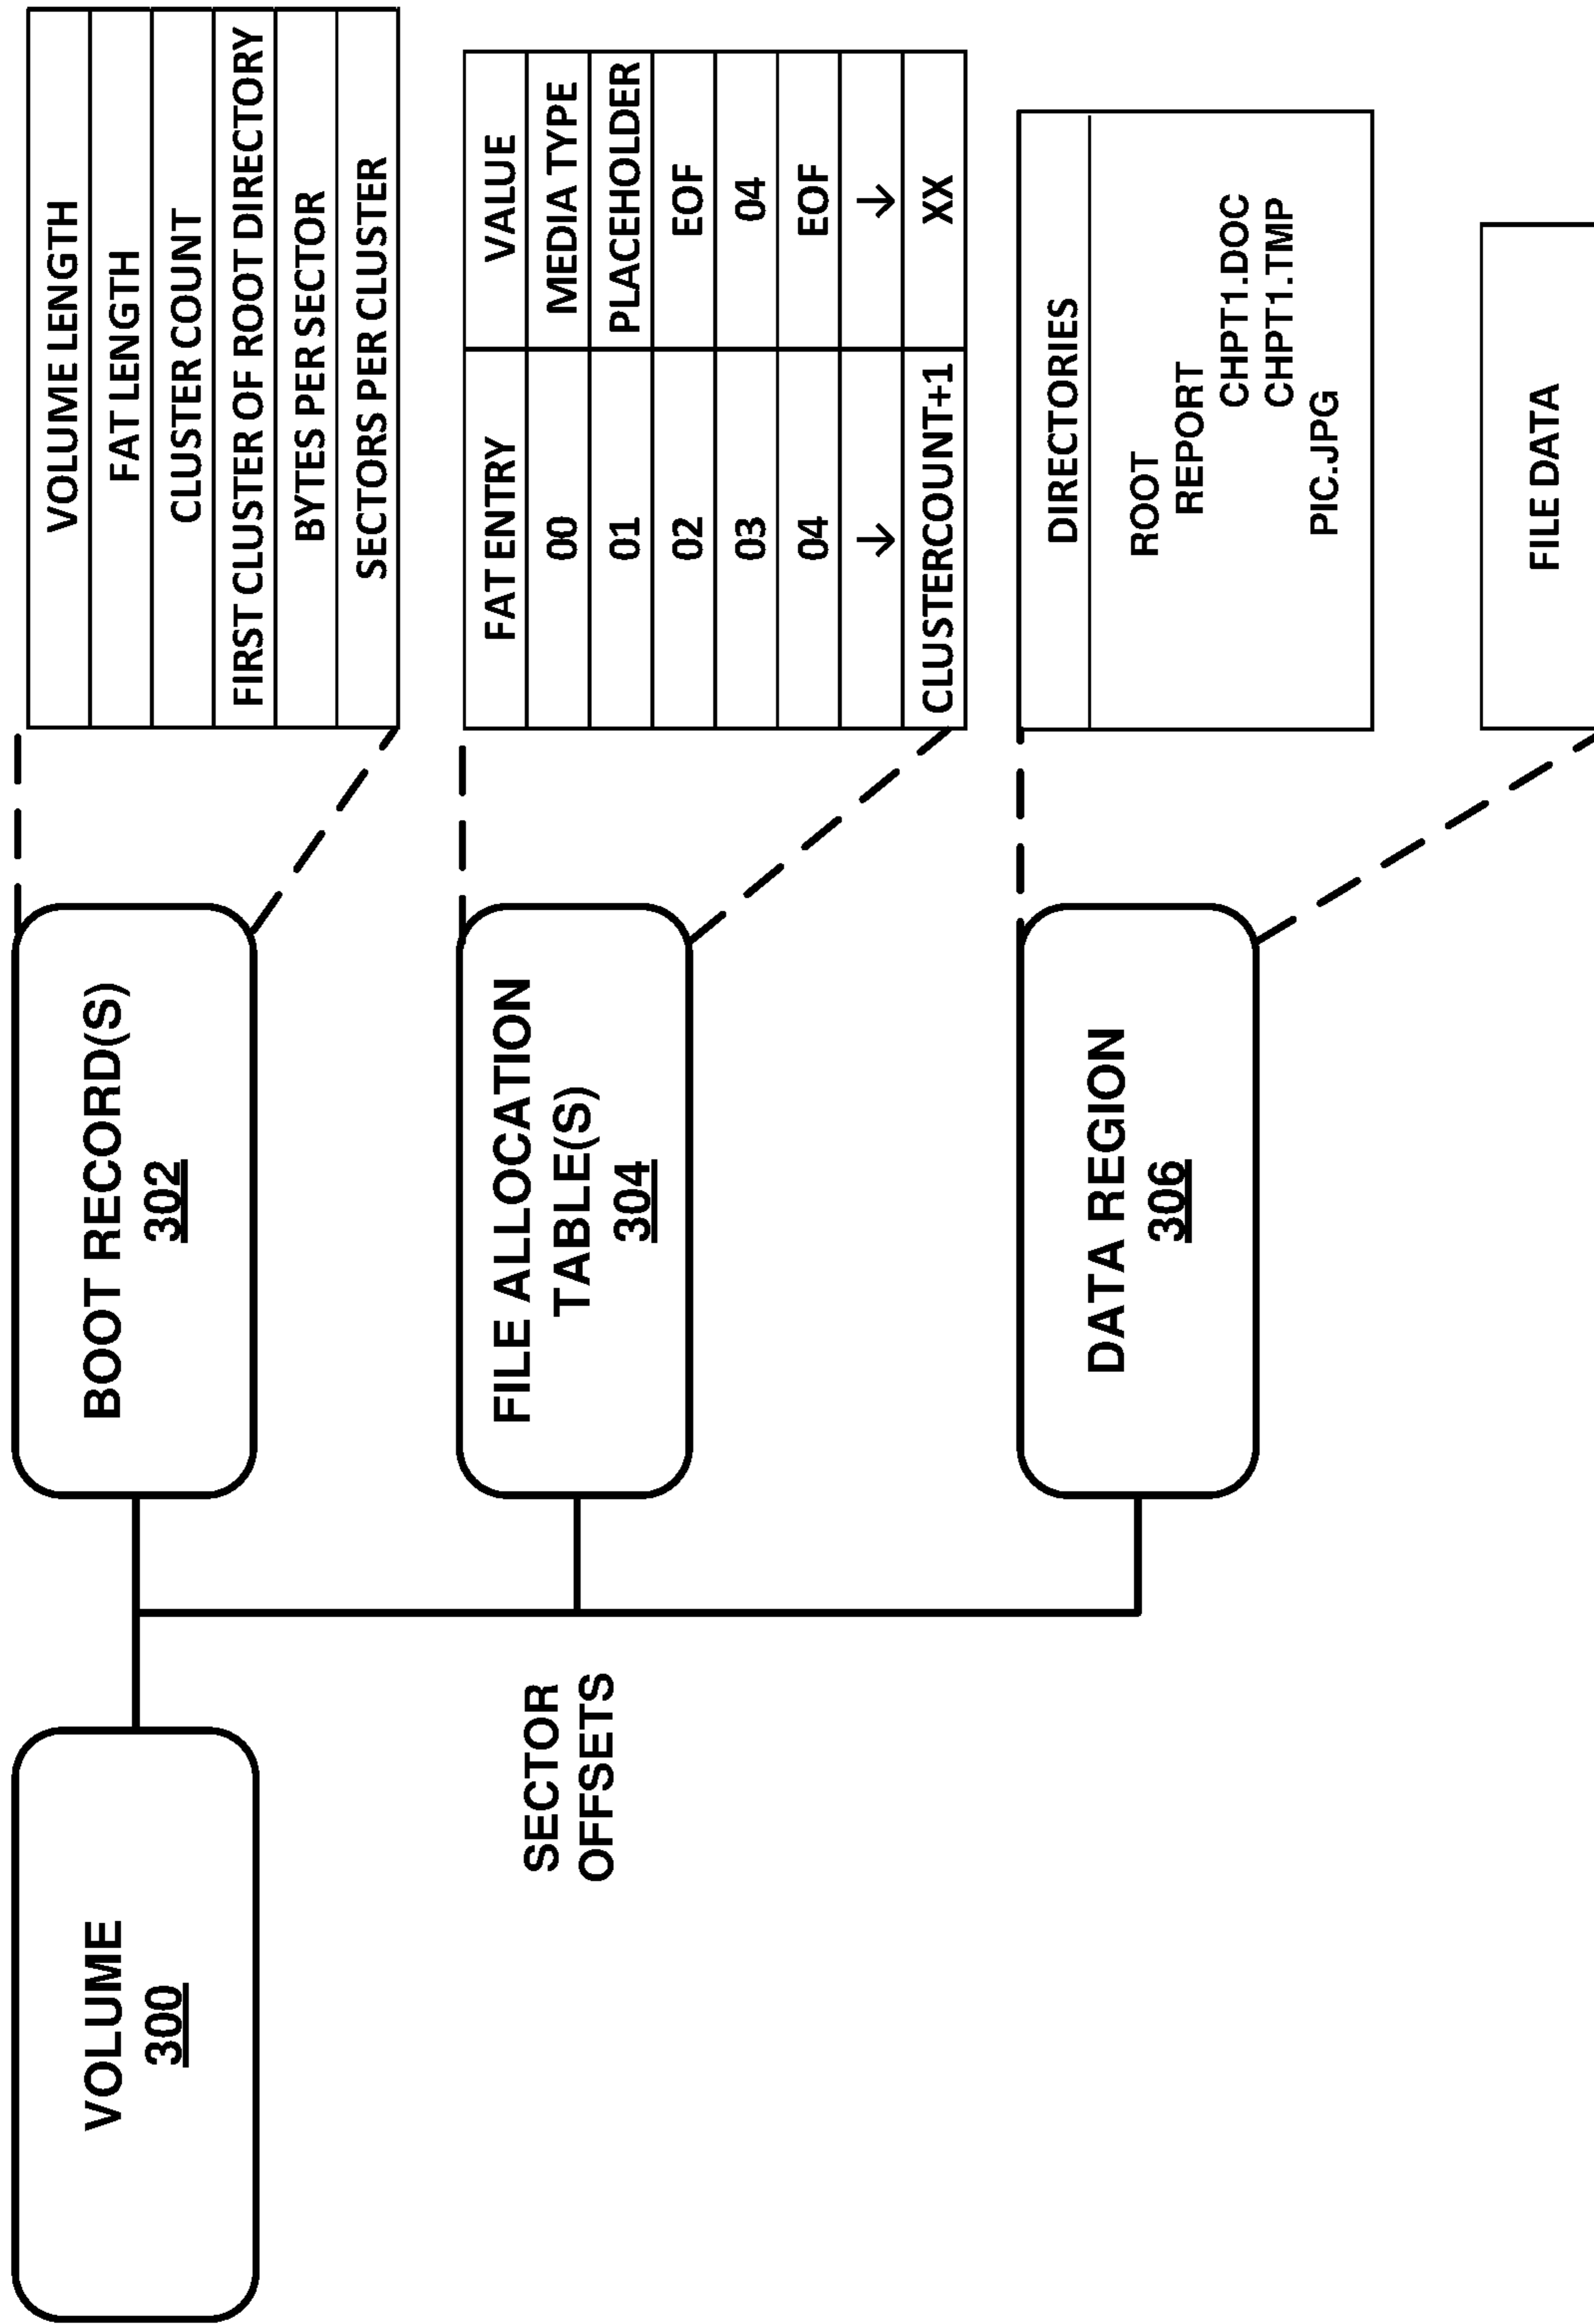 VOLUME
300
SECTOR
OFFSETS
BOOT RECORD(S)
302
FILE ALLOCATION
TABLE(S)
304
DATA REGION
306
VOLUME LENGTH
FAT LENGTH
CLUSTER COUNT
FIRST CLUSTER OF ROOT DIRECTORY
BYTES PER SECTOR
SECTORS PER CLUSTER
FAT ENTRY VALUE
00 MEDIA TYPE
01 PLACEHOLDER
02 EOF
03 04
04 EOF
↓ ↓
CLUSTERCOUNT+1 XX
DIRECTORIES
ROOT
REPORT
CHPT1.DOC
CHPT1.TMP
PIC.JPG
FILE DATA